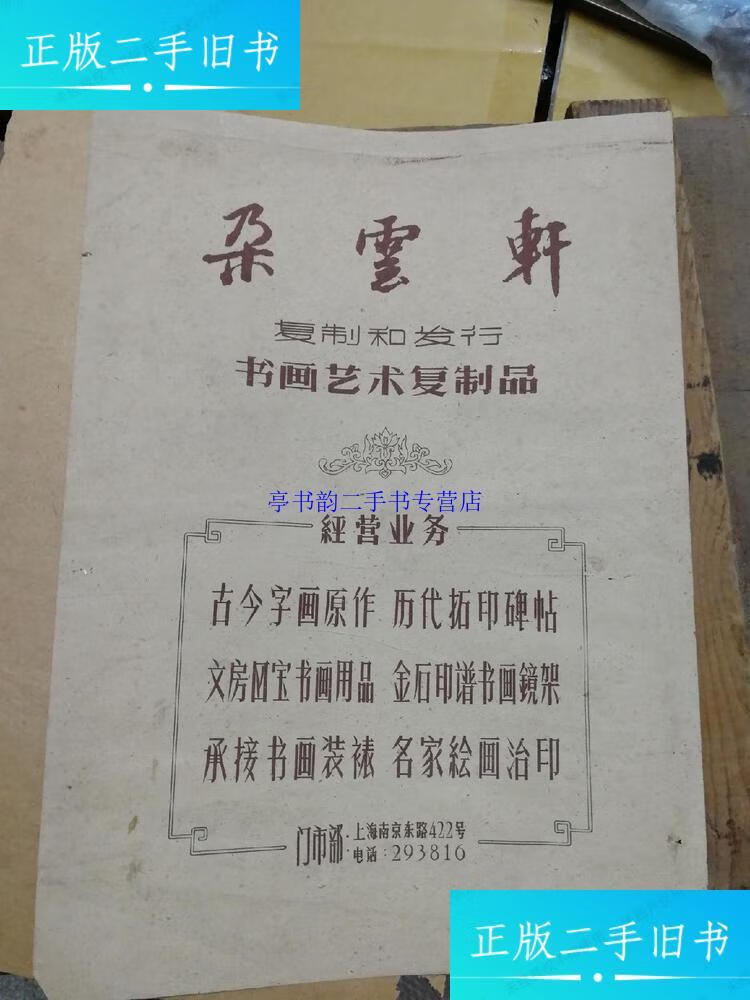 正版二手旧书
朵雲軒
复制和发行
书画艺术复制品
亭书韵二手书专营店
經营业务
古今字画原作 历代拓印碑帖
文房四宝书画用品 金石印谱书画鏡架
承接书画装裱 名家絵画治印
门市部·上海南京东路422号
电话:293816
正版二手旧书